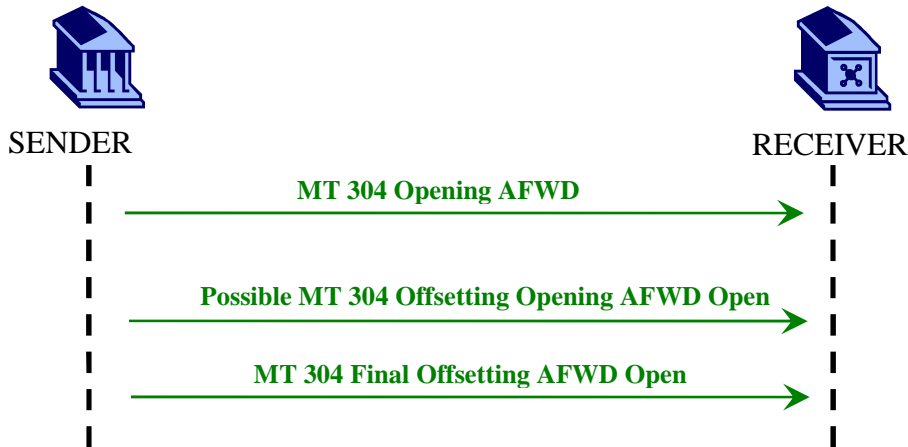 SENDER
RECEIVER
MT 304 Opening AFWD
Possible MT 304 Offsetting Opening AFWD Open
MT 304 Final Offsetting AFWD Open